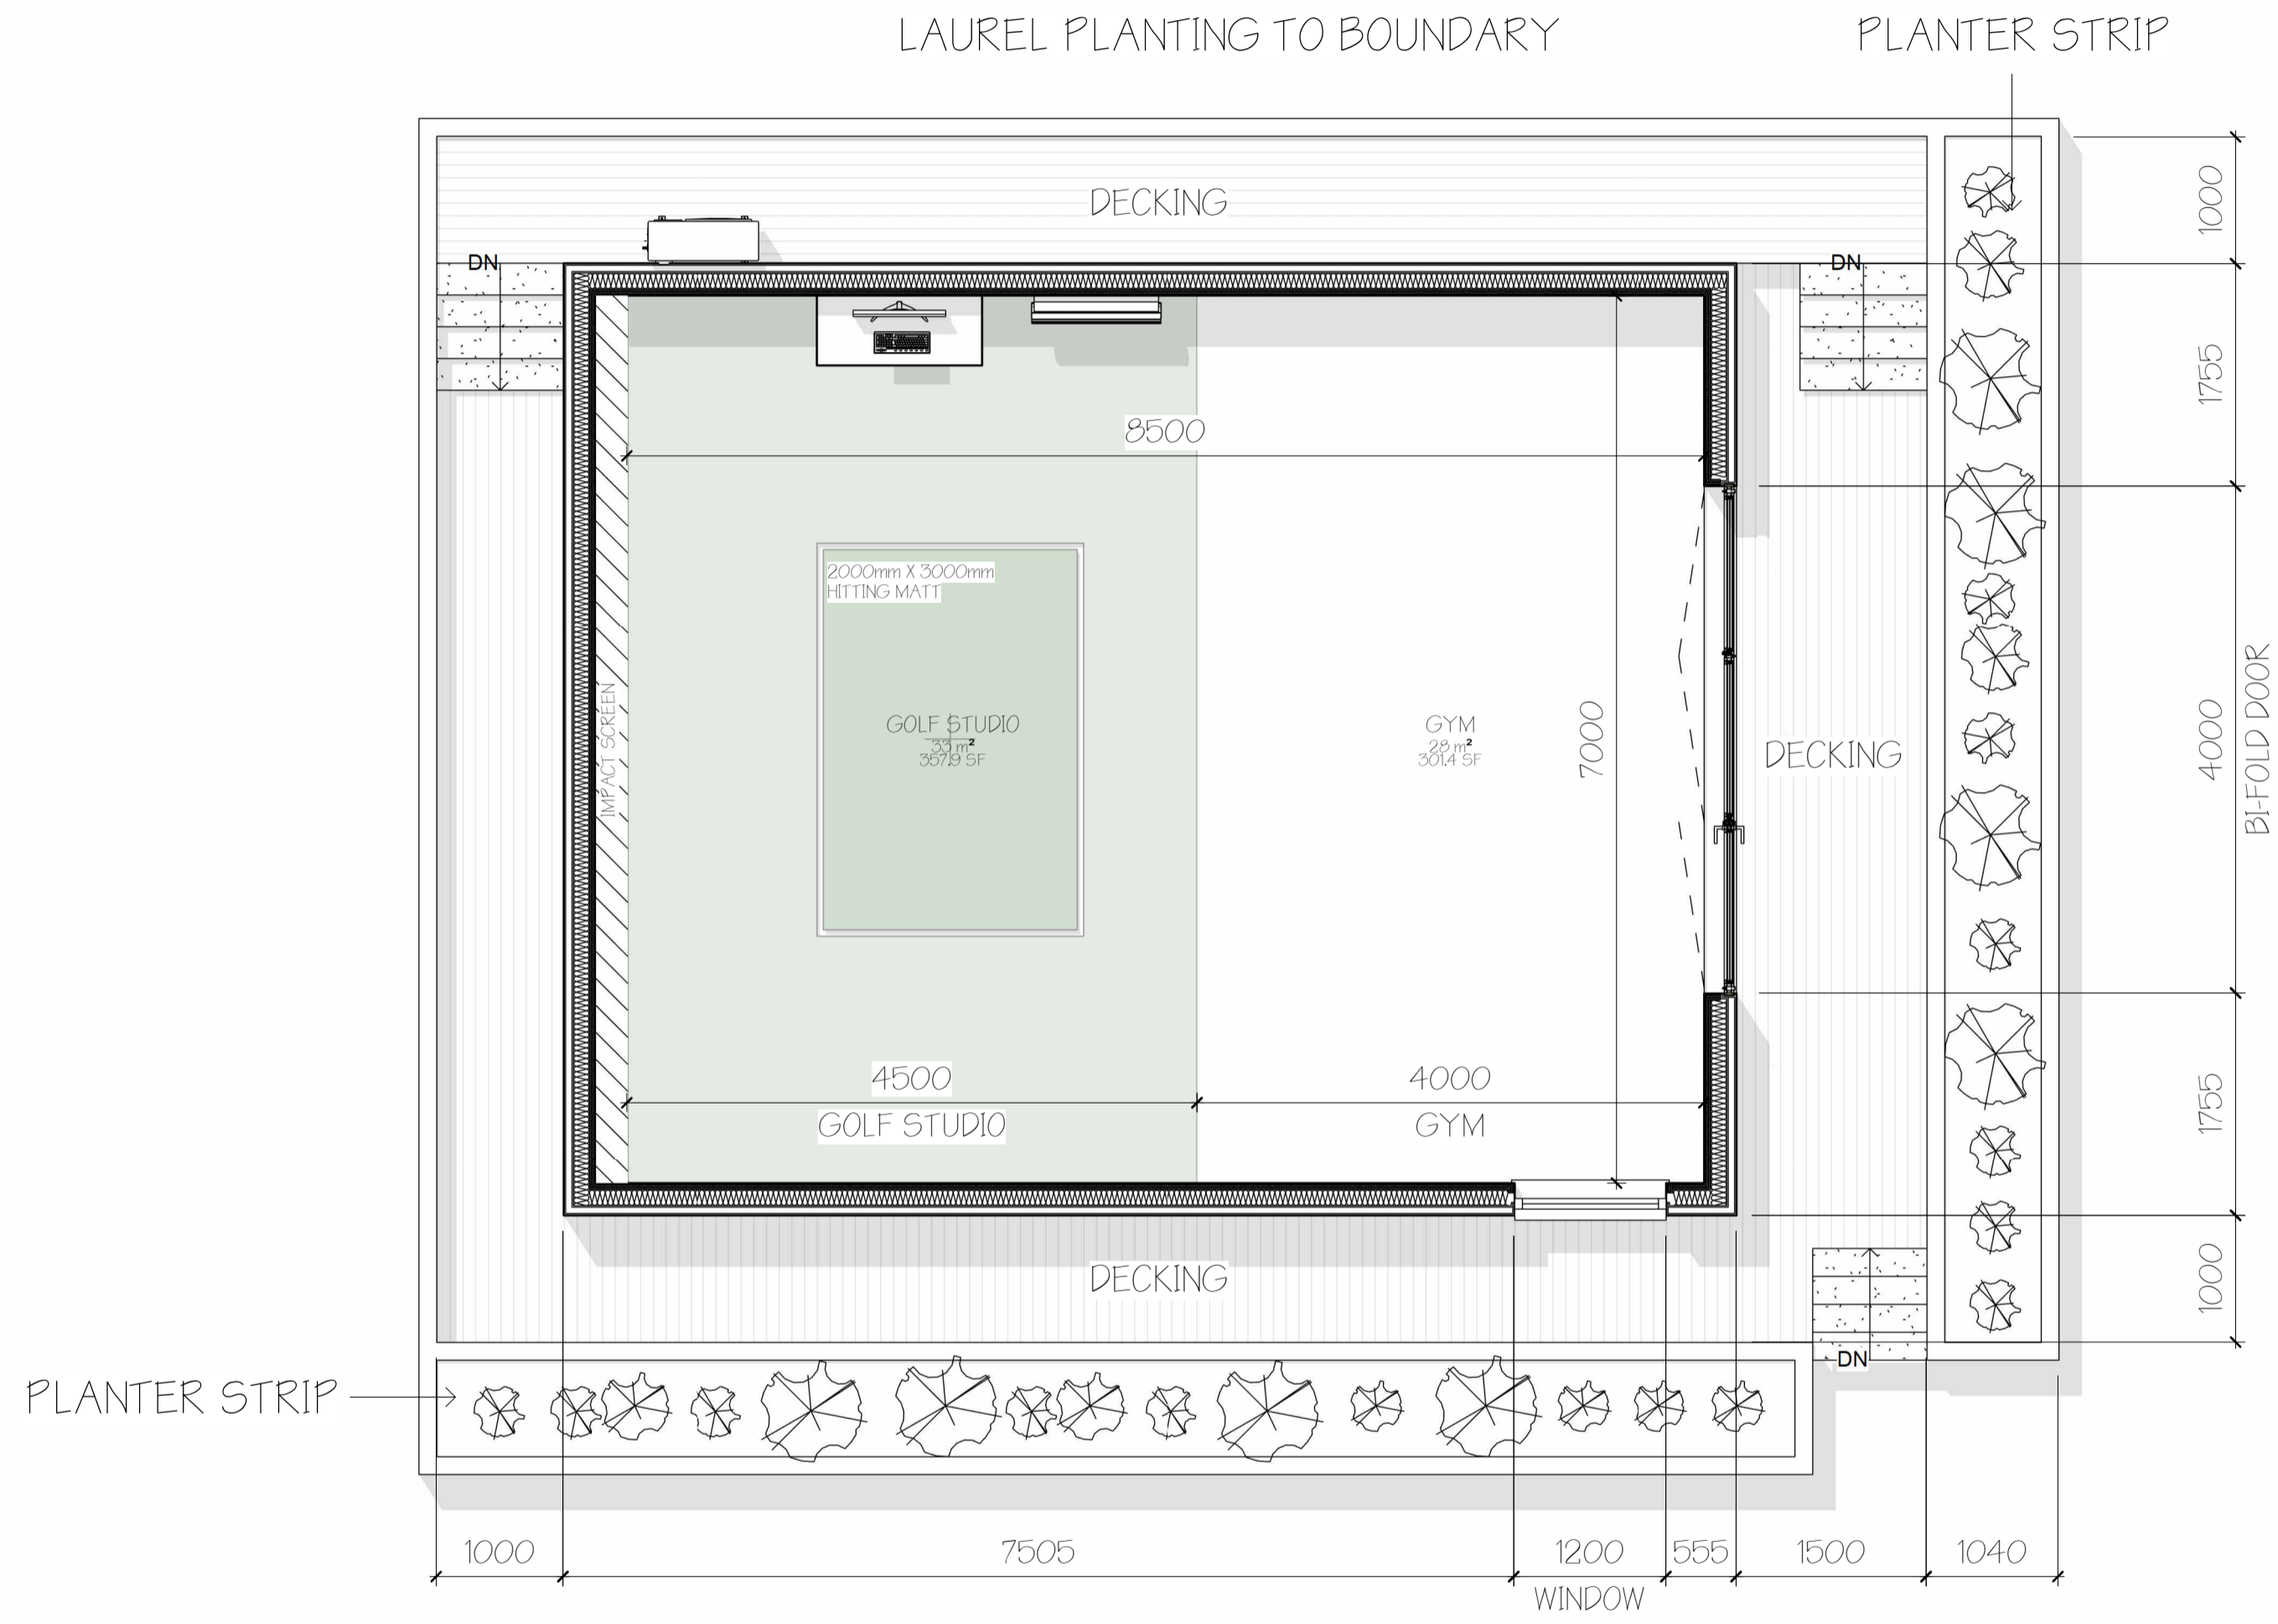 LAUREL PLANTING TO BOUNDARY
PLANTER STRIP
DECKING
1000
DN
DN
1755
8500
2000mm X 3000mm
HITTING MATT
IMPACT SCREEN
GOLF STUDIO
33 m²
357.9 SF
GYM
28 m²
301.4 SF
7000
DECKING
4000
BI-FOLD DOOR
4500
4000
GOLF STUDIO
GYM
1755
DECKING
1000
DN
PLANTER STRIP
1000
7505
1200
555
1500
1040
WINDOW